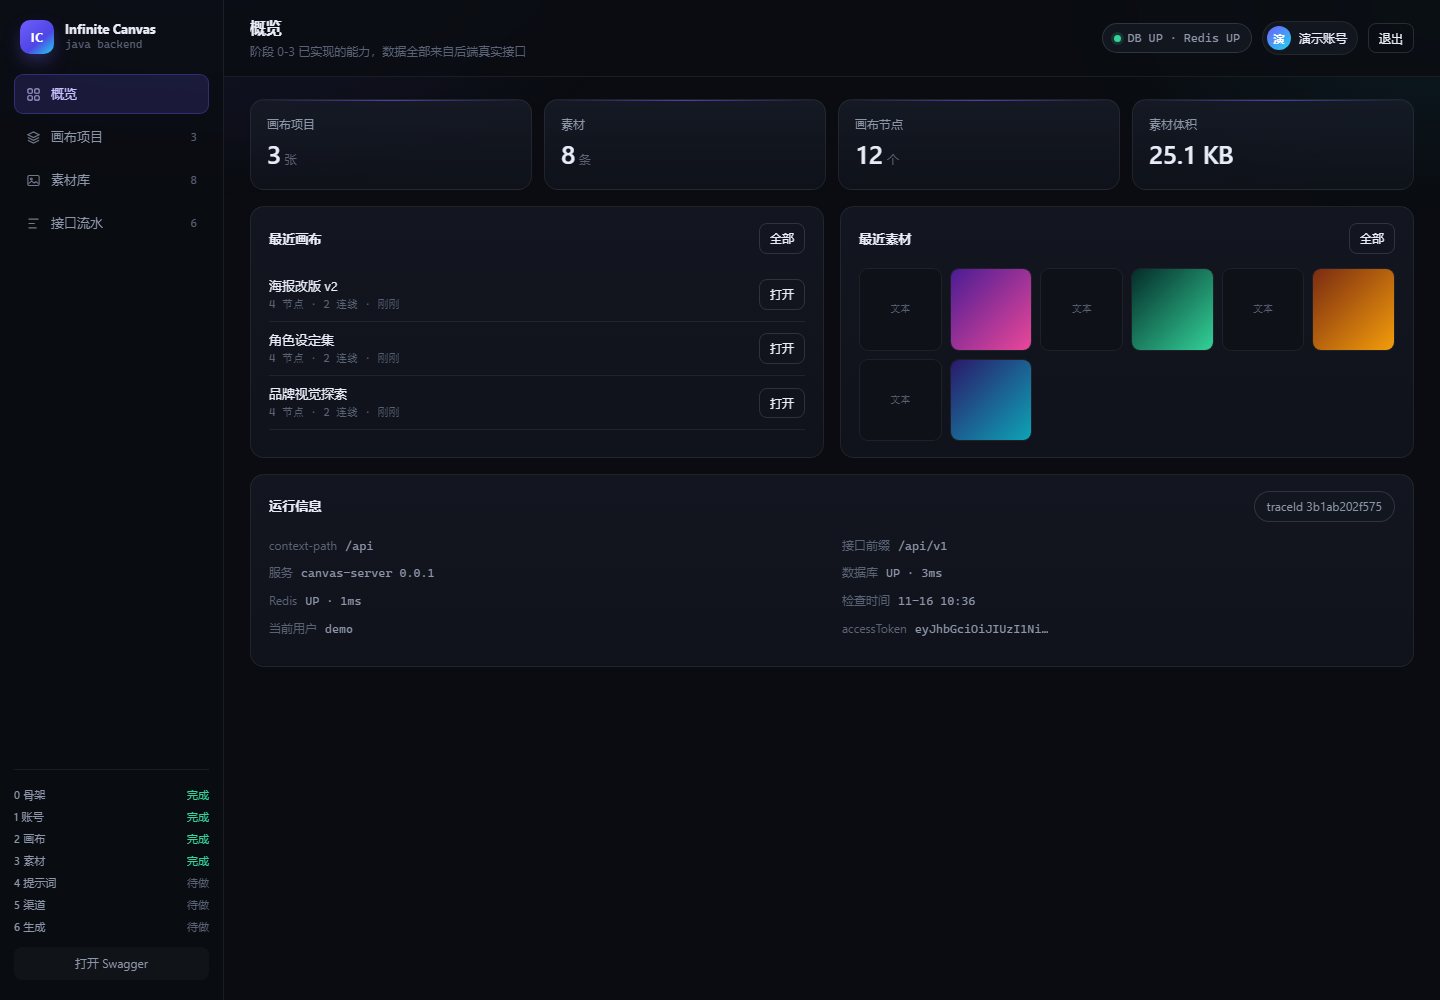 IC
Infinite Canvas
java backend
概览
画布项目 3
素材库 8
接口流水 6
0 骨架 完成
1 账号 完成
2 画布 完成
3 素材 完成
4 提示词 待做
5 渠道 待做
6 生成 待做
打开 Swagger
概览
阶段 0-3 已实现的能力，数据全部来自后端真实接口
DB UP · Redis UP
演 演示账号
退出
画布项目
3 张
素材
8 条
画布节点
12 个
素材体积
25.1 KB
最近画布 全部
海报改版 v2
4 节点 · 2 连线 · 刚刚
打开
角色设定集
4 节点 · 2 连线 · 刚刚
打开
品牌视觉探索
4 节点 · 2 连线 · 刚刚
打开
最近素材 全部
文本 文本 文本
文本
运行信息 traceId 3b1ab202f575
context-path /api 接口前缀 /api/v1
服务 canvas-server 0.0.1 数据库 UP · 3ms
Redis UP · 1ms 检查时间 11-16 10:36
当前用户 demo accessToken eyJhbGciOiJIUzI1Ni…